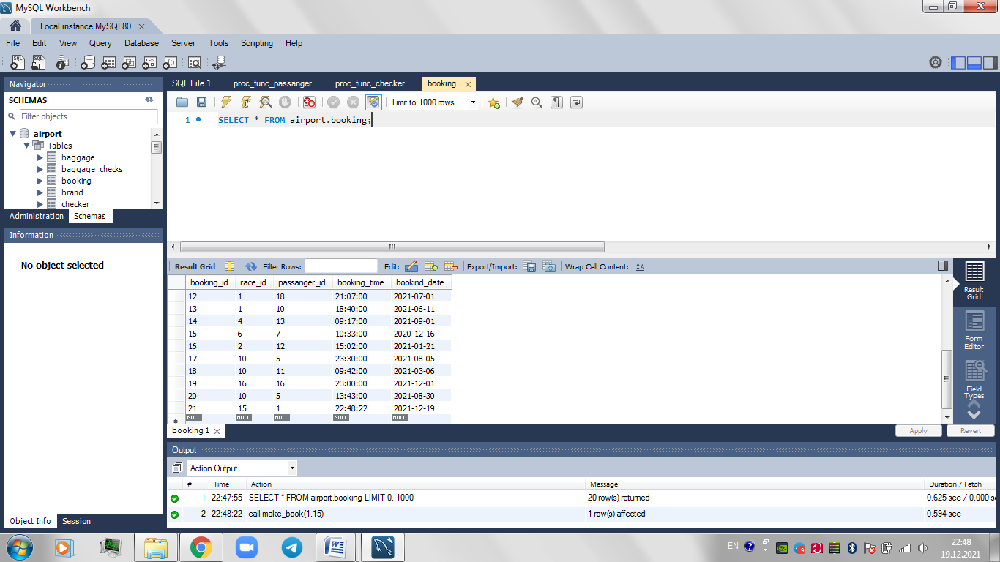 MySQL Workbench
Local instance MySQL80
File Edit View Query Database Server Tools Scripting Help
Navigator
SCHEMAS
Filter objects
airport
Tables
baggage
baggage_checks
booking
brand
checker
Administration Schemas
Information
No object selected
Object Info Session
SQL File 1 proc_func_passanger proc_func_checker booking
Limit to 1000 rows
1 SELECT * FROM airport.booking;
Result Grid Filter Rows: Edit: Export/Import: Wrap Cell Content:
booking_id race_id passanger_id booking_time bookind_date
12 1 18 21:07:00 2021-07-01
13 1 10 18:40:00 2021-06-11
14 4 13 09:17:00 2021-09-01
15 6 7 10:33:00 2020-12-16
16 2 12 15:02:00 2021-01-21
17 10 5 23:30:00 2021-08-05
18 10 11 09:42:00 2021-03-06
19 16 16 23:00:00 2021-12-01
20 10 5 13:43:00 2021-08-30
21 15 1 22:48:22 2021-12-19
NULL NULL NULL NULL NULL
Result
Grid
Form
Editor
Field
Types
booking 1
Apply Revert
Output
Action Output
# Time Action Message Duration / Fetch
1 22:47:55 SELECT * FROM airport.booking LIMIT 0, 1000 20 row(s) returned 0.625 sec / 0.000 se
2 22:48:22 call make_book(1,15) 1 row(s) affected 0.594 sec
EN
22:48
19.12.2021